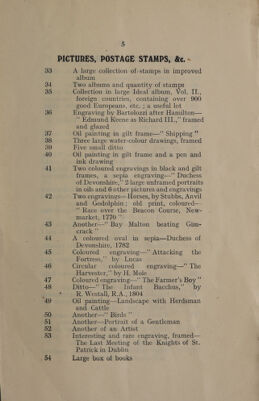 5
PICTURES, POSTAGE STAMPS, &c.
33 A large collection of stamps in improved
album
34 Two albums and quantity of stamps
35 Collection in large Ideal album, Vol. II.,
foreign countries, containing over 900
good Europeans, etc. ; a useful lot
36 Engraving by Bartolozzi after Hamilton—
"Edmund Keene as Richard III.," framed
and glazed
37 Oil painting in gilt frame—"Shipping"
38 Three large water-colour drawings, framed
39 Five small ditto
40 Oil painting in gilt frame and a pen and
ink drawing
41 Two coloured engravings in black and gilt
frames, a sepia engraving—"Duchess
of Devonshire," 2 large unframed portraits
in oils and 6 other pictures and engravings
42 Two engravings—Horses, by Stubbs, Anvil
and Godolphin; old print, coloured—
"Race over the Beacon Course, New-
market, 1770"
43 Another—"Bay Malton beating Gim-
crack."
44 A coloured oval in sepia—Duchess of
Devonshire, 1782
45 Coloured engraving—"Attacking the
Fortress," by Lucas
46 Circular coloured engraving—"The
Harvester," by H. Mole
47 Coloured engraving—"The Farmer's Boy"
48 Ditto—"The Infant Bacchus," by
R. Westall, R.A., 1804
49 Oil painting—Landscape with Herdsman
and Cattle
50 Another—"Birds"
51 Another—Portrait of a Gentleman
52 Another of an Artist
53 Interesting and rare engraving, framed—
The Last Meeting of the Knights of St.
Patrick in Dublin
54 Large box of books